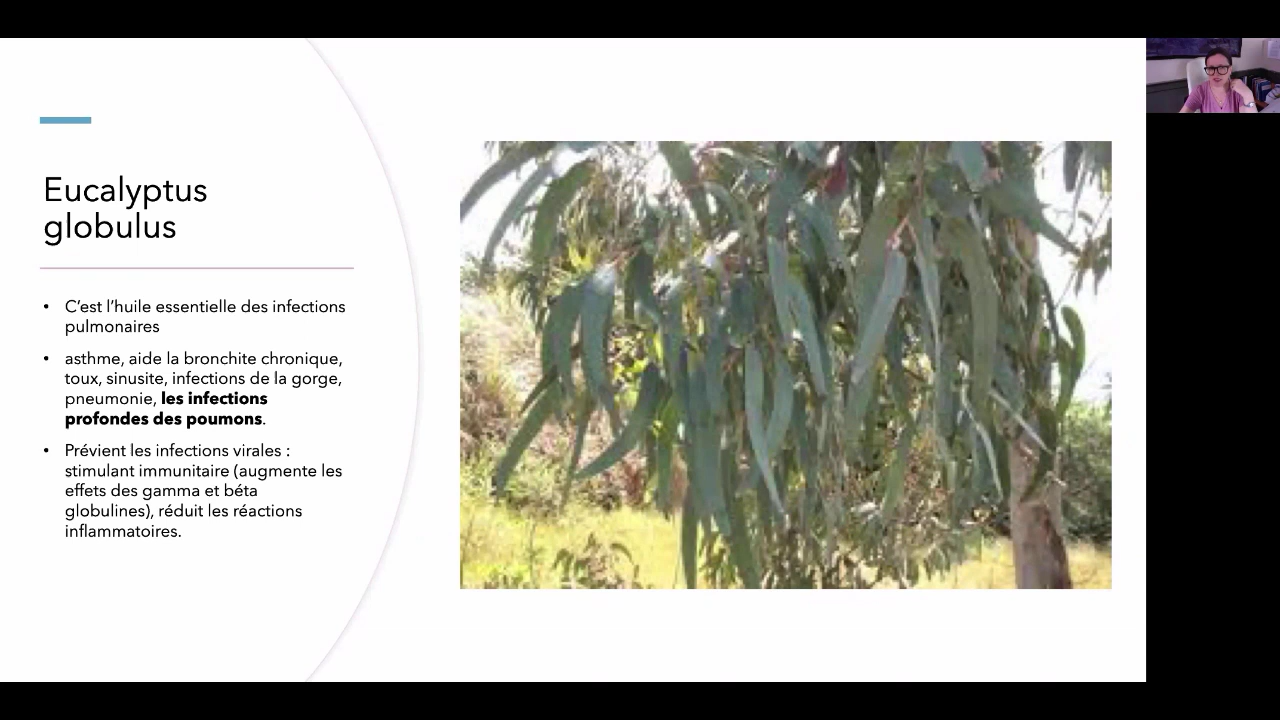 Eucalyptus
globulus
• C’est l’huile essentielle des infections
pulmonaires
• asthme, aide la bronchite chronique,
toux, sinusite, infections de la gorge,
pneumonie, les infections
profondes des poumons.
• Prévient les infections virales :
stimulant immunitaire (augmente les
effets des gamma et béta
globulines), réduit les réactions
inflammatoires.